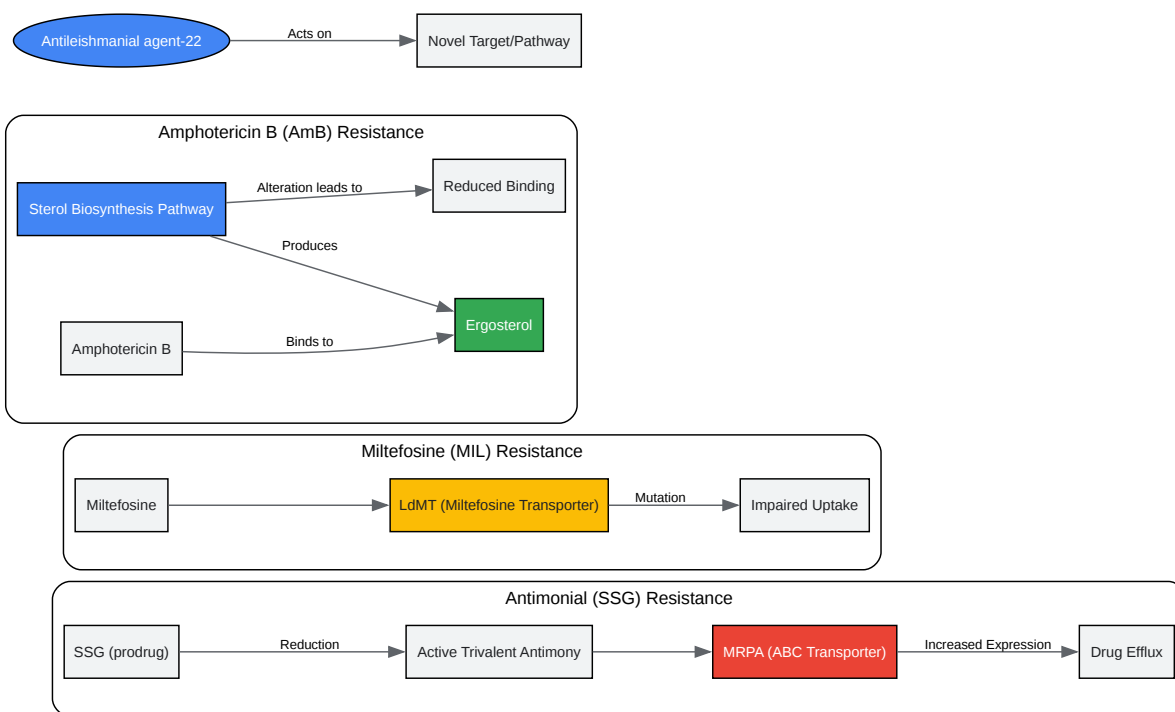 Antileishmanial agent-22
Acts on
Novel Target/Pathway
Amphotericin B (AmB) Resistance
Sterol Biosynthesis Pathway
Alteration leads to
Reduced Binding
Produces
Ergosterol
Amphotericin B
Binds to
Miltefosine (MIL) Resistance
Miltefosine
LdMT (Miltefosine Transporter)
Mutation
Impaired Uptake
Antimonial (SSG) Resistance
SSG (prodrug)
Reduction
Active Trivalent Antimony
MRPA (ABC Transporter)
Increased Expression
Drug Efflux